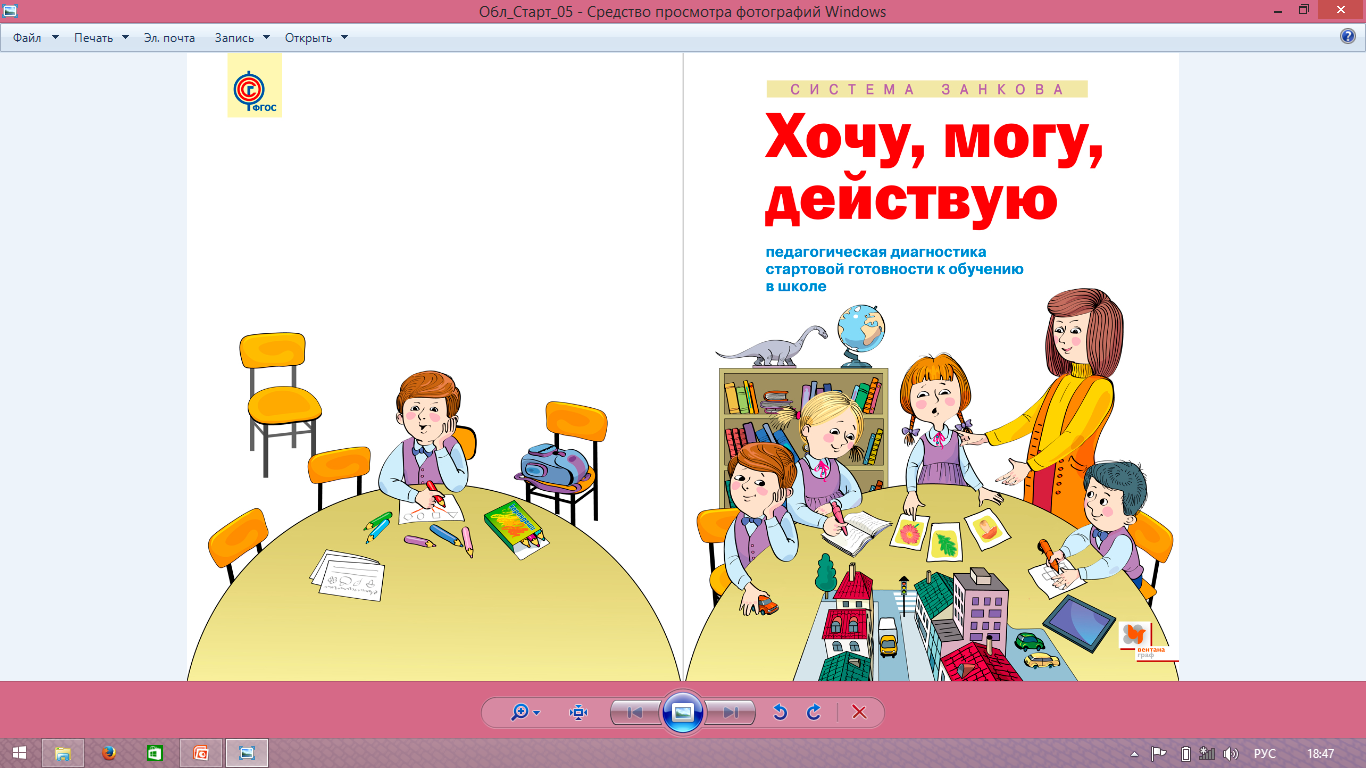 Обл_Старт_05 - Средство просмотра фотографий Windows
Файл Печать Эл. почта Запись Открыть
ФГОС
СИСТЕМА ЗАНКОВА
Хочу, могу,
действую
педагогическая диагностика
стартовой готовности к обучению
в школе
вентана
граф
РУС 18:47